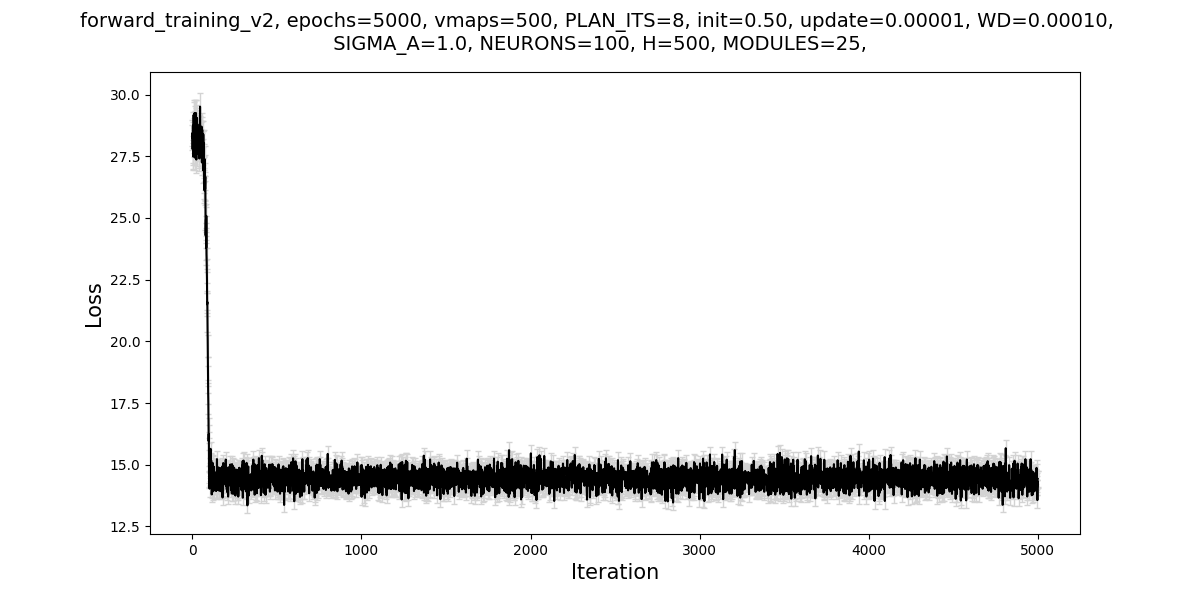 forward_training_v2, epochs=5000, vmaps=500, PLAN_ITS=8, init=0.50, update=0.00001, WD=0.00010,
SIGMA_A=1.0, NEURONS=100, H=500, MODULES=25,
30.0
27.5
25.0
22.5
20.0
17.5
15.0
12.5
Loss
0 1000 2000 3000 4000 5000
Iteration